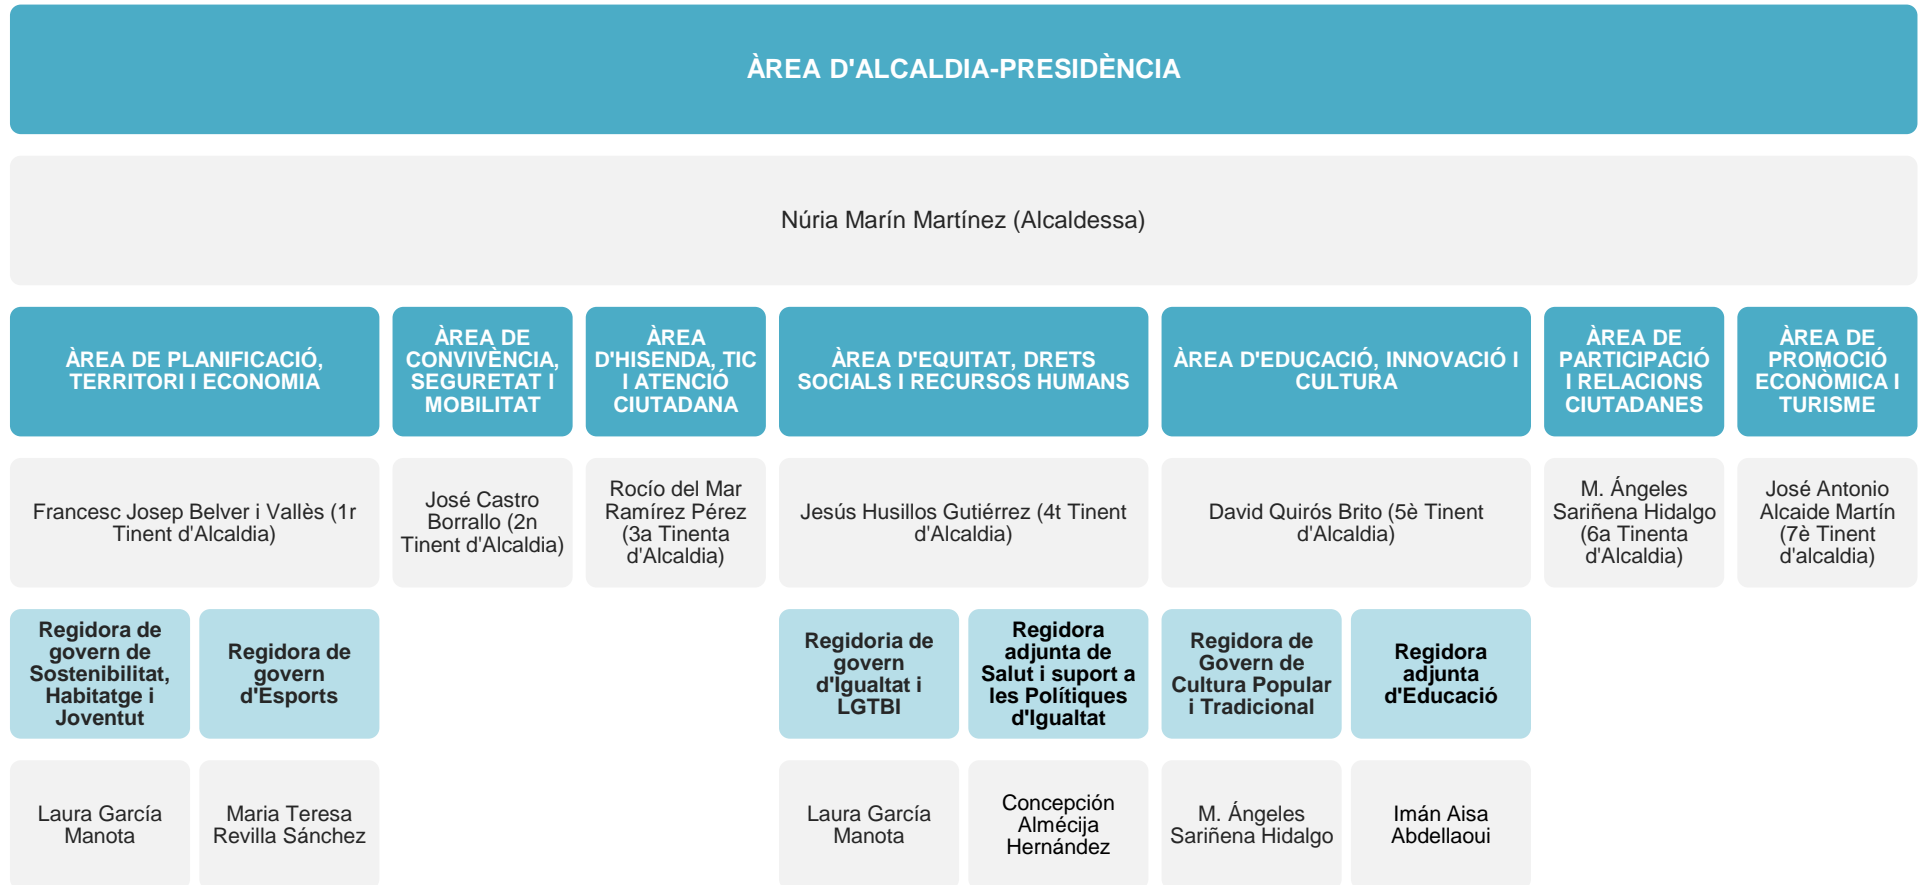 ÀREA D'ALCALDIA-PRESIDÈNCIA
Núria Marín Martínez (Alcaldessa)
ÀREA DE PLANIFICACIÓ,
TERRITORI I ECONOMIA
ÀREA DE
CONVIVÈNCIA,
SEGURETAT I
MOBILITAT
ÀREA
D'HISENDA, TIC
I ATENCIÓ
CIUTADANA
ÀREA D'EQUITAT, DRETS
SOCIALS I RECURSOS HUMANS
ÀREA D'EDUCACIÓ, INNOVACIÓ I
CULTURA
ÀREA DE
PARTICIPACIÓ
I RELACIONS
CIUTADANES
ÀREA DE
PROMOCIÓ
ECONÒMICA I
TURISME
Francesc Josep Belver i Vallès (1r
Tinent d'Alcaldia)
José Castro
Borrallo (2n
Tinent d'Alcaldia)
Rocío del Mar
Ramírez Pérez
(3a Tinenta
d'Alcaldia)
Jesús Husillos Gutiérrez (4t Tinent
d'Alcaldia)
David Quirós Brito (5è Tinent
d'Alcaldia)
M. Ángeles
Sariñena Hidalgo
(6a Tinenta
d'Alcaldia)
José Antonio
Alcaide Martín
(7è Tinent
d'alcaldia)
Regidora de
govern de
Sostenibilitat,
Habitatge i
Joventut
Regidora de
govern
d'Esports
Regidoria de
govern
d'Igualtat i
LGTBI
Regidora
adjunta de
Salut i suport a
les Polítiques
d'Igualtat
Regidora de
Govern de
Cultura Popular
i Tradicional
Regidora
adjunta
d'Educació
Laura García
Manota
Maria Teresa
Revilla Sánchez
Laura García
Manota
Concepción
Almécija
Hernández
M. Ángeles
Sariñena Hidalgo
Imán Aisa
Abdellaoui